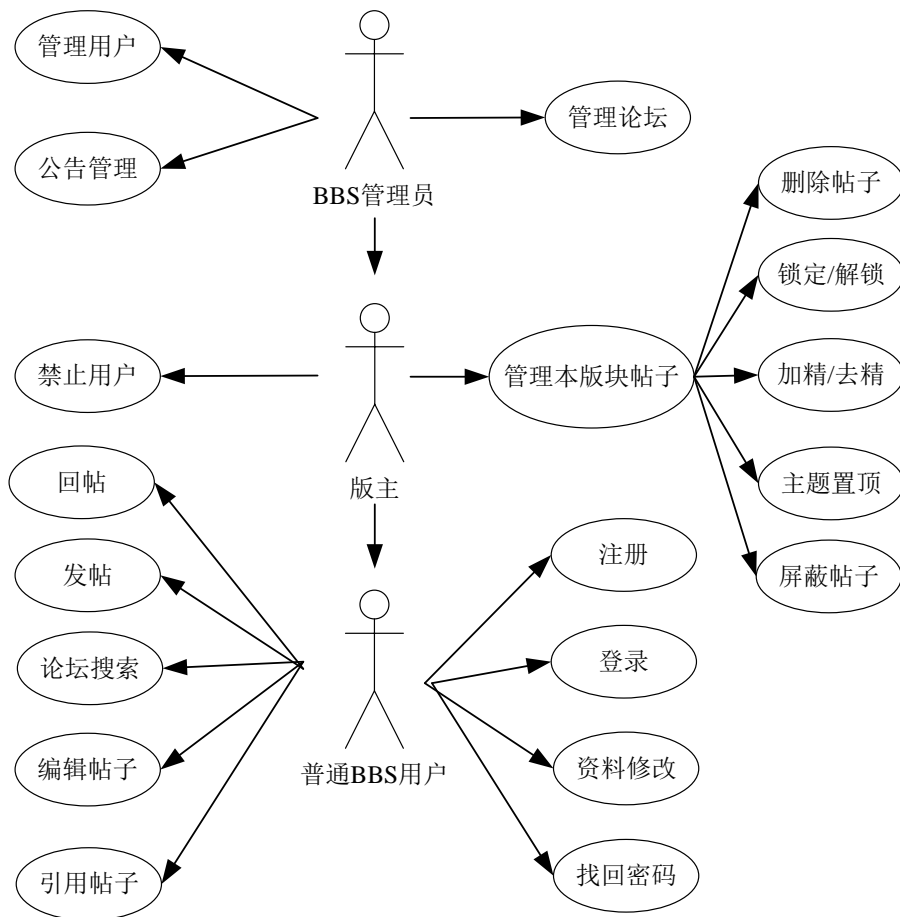 管理用户
公告管理
管理论坛
BBS管理员
删除帖子
锁定/解锁
加精/去精
主题置顶
屏蔽帖子
禁止用户
管理本版块帖子
版主
回帖
发帖
论坛搜索
编辑帖子
引用帖子
注册
登录
资料修改
找回密码
普通BBS用户